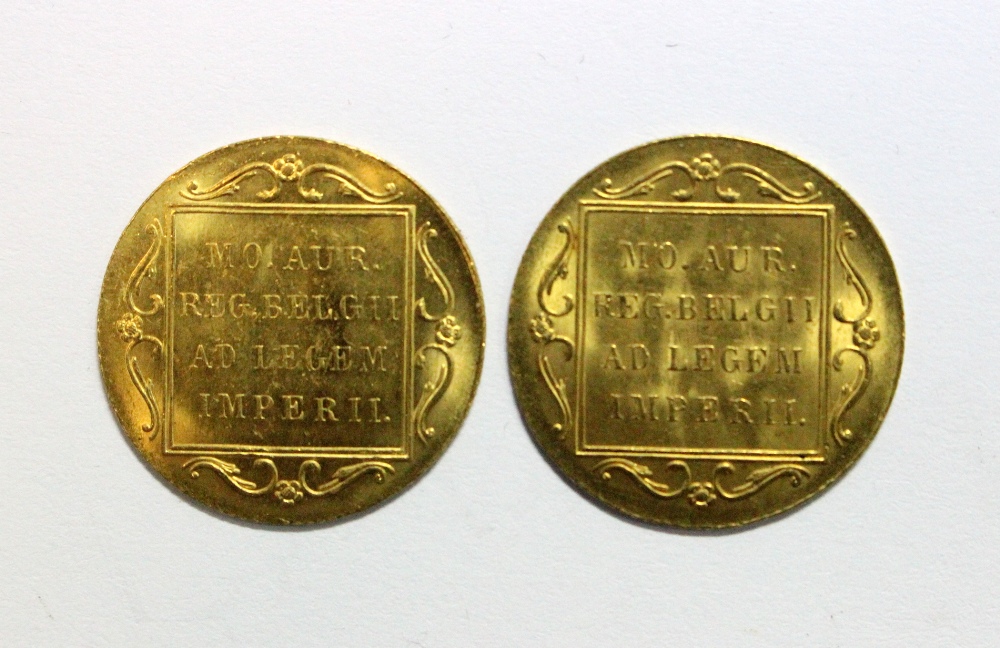 MO. AUR.
REG. BELGII
AD LEGEM
IMPERII.
MO. AUR.
REG. BELGII
AD LEGEM
IMPERII.